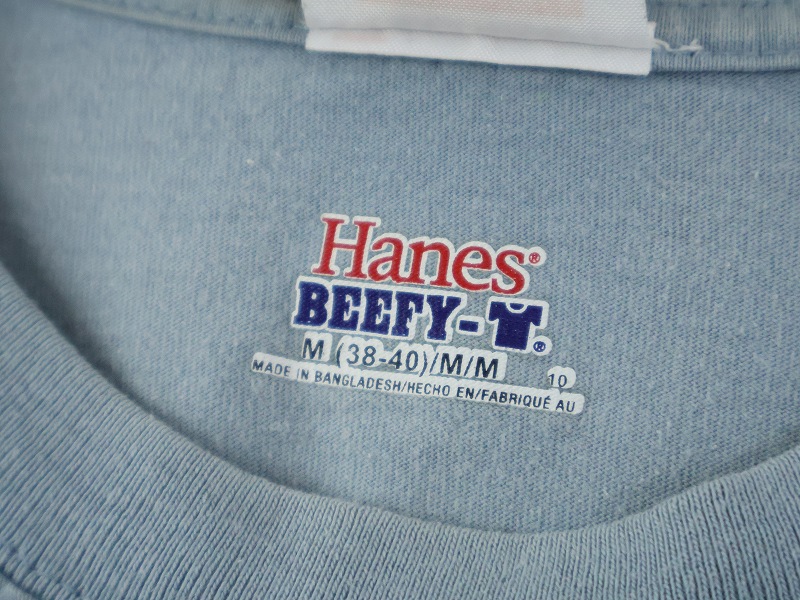 Hanes®
BEEFY-T®
M (38-40)/M/M 10
MADE IN BANGLADESH/HECHO EN/FABRIQUÉ AU